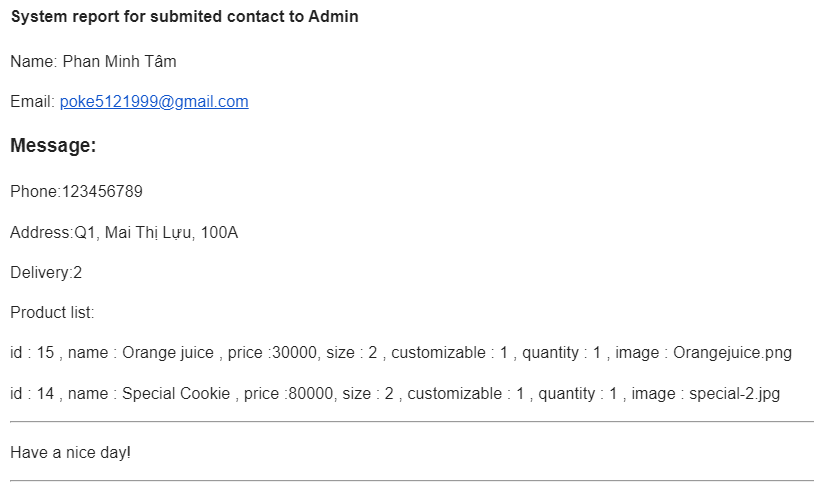 System report for submited contact to Admin
Name: Phan Minh Tâm
Email: poke5121999@gmail.com
Message:
Phone:123456789
Address:Q1, Mai Thị Lựu, 100A
Delivery:2
Product list:
id : 15 , name : Orange juice , price :30000, size : 2 , customizable : 1 , quantity : 1 , image : Orangejuice.png
id : 14 , name : Special Cookie , price :80000, size : 2 , customizable : 1 , quantity : 1 , image : special-2.jpg
Have a nice day!